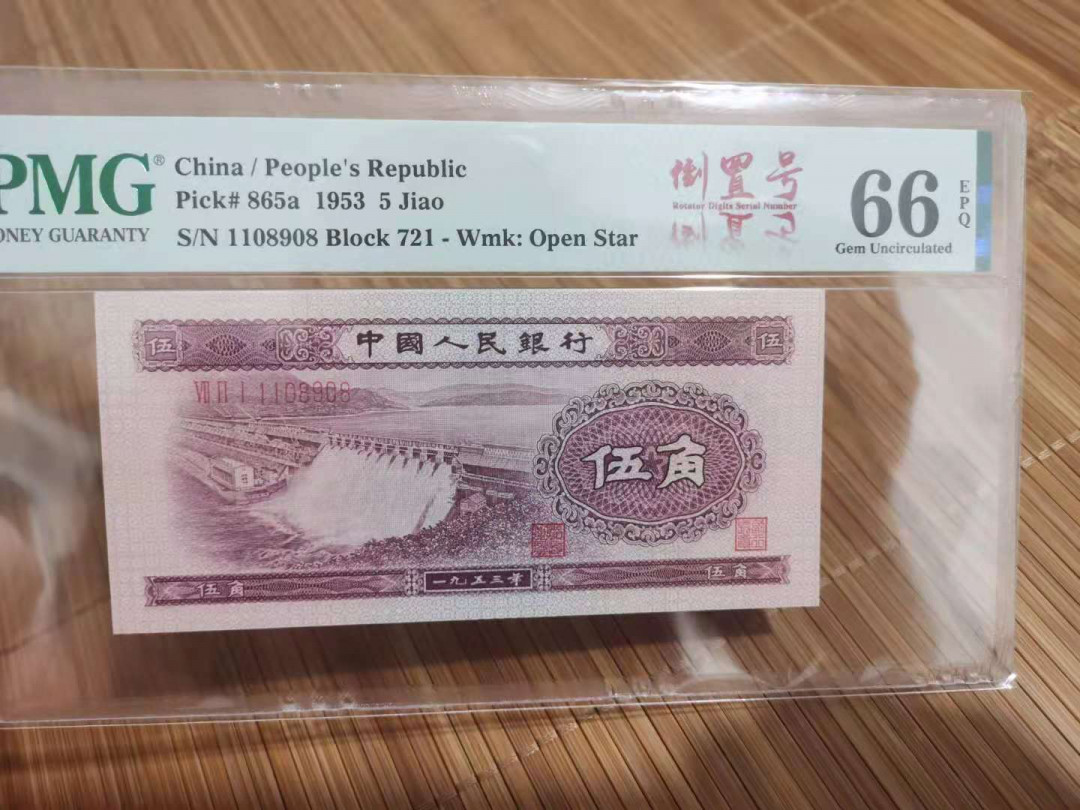 PMG®
China / People's Republic
Pick# 865a 1953 5 Jiao
ONEY GUARANTY
S/N 1108908 Block 721 - Wmk: Open Star
倒置号
Rotator Digits Serial Number
66
EPQ
Gem Uncirculated
伍
中國人民銀行
伍
VII II I 1108908
伍角
伍角
一九五三年
伍角